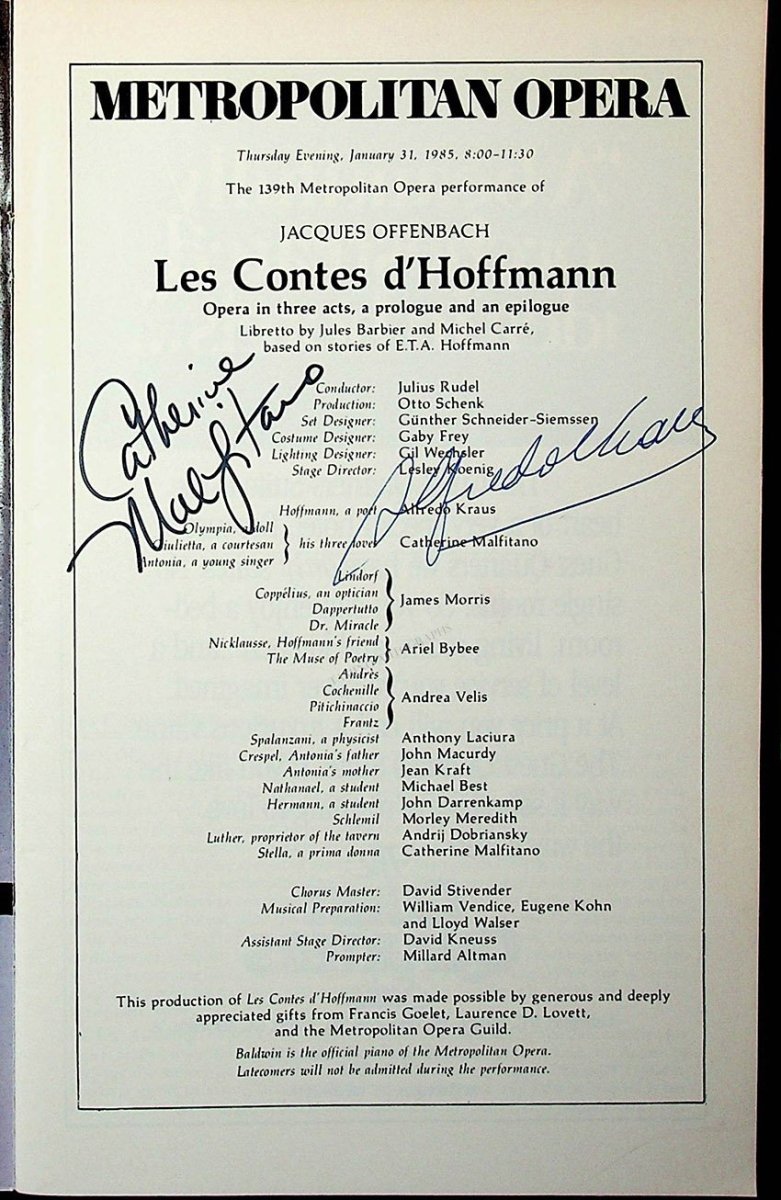 METROPOLITAN OPERA
Thursday Evening, January 31, 1985, 8:00-11:30
The 139th Metropolitan Opera performance of
JACQUES OFFENBACH
Les Contes d'Hoffmann
Opera in three acts, a prologue and an epilogue
Libretto by Jules Barbier and Michel Carré,
based on stories of E.T.A. Hoffmann
Catherine
Malfitano
Alfredo Kraus
Conductor: Julius Rudel
Production: Otto Schenk
Set Designer: Günther Schneider-Siemssen
Costume Designer: Gaby Frey
Lighting Designer: Gil Wechsler
Stage Director: Lesley Koenig
Hoffmann, a poet Alfredo Kraus
Olympia, a doll
Giulietta, a courtesan his three loves Catherine Malfitano
Antonia, a young singer
Lindorf
Coppélius, an optician
Dappertutto James Morris
Dr. Miracle
Nicklausse, Hoffmann's friend Ariel Bybee
The Muse of Poetry
Andrès
Cochenille
Pitichinaccio Andrea Velis
Frantz
Spalanzani, a physicist Anthony Laciura
Crespel, Antonia's father John Macurdy
Antonia's mother Jean Kraft
Nathanael, a student Michael Best
Hermann, a student John Darrenkamp
Schlemil Morley Meredith
Luther, proprietor of the tavern Andrij Dobriansky
Stella, a prima donna Catherine Malfitano
Chorus Master: David Stivender
Musical Preparation: William Vendice, Eugene Kohn
and Lloyd Walser
Assistant Stage Director: David Kneuss
Prompter: Millard Altman
This production of Les Contes d'Hoffmann was made possible by generous and deeply
appreciated gifts from Francis Goelet, Laurence D. Lovett,
and the Metropolitan Opera Guild.
Baldwin is the official piano of the Metropolitan Opera.
Latecomers will not be admitted during the performance.